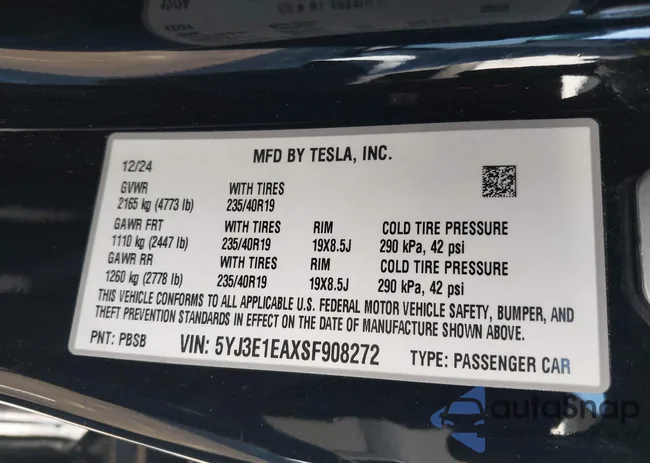 MFD BY TESLA, INC.
12/24
GVWR WITH TIRES
2165 kg (4773 lb) 235/40R19
GAWR FRT WITH TIRES RIM COLD TIRE PRESSURE
1110 kg (2447 lb) 235/40R19 19X8.5J 290 kPa, 42 psi
GAWR RR WITH TIRES RIM COLD TIRE PRESSURE
1260 kg (2778 lb) 235/40R19 19X8.5J 290 kPa, 42 psi
THIS VEHICLE CONFORMS TO ALL APPLICABLE U.S. FEDERAL MOTOR VEHICLE SAFETY, BUMPER, AND
THEFT PREVENTION STANDARDS IN EFFECT ON THE DATE OF MANUFACTURE SHOWN ABOVE.
PNT: PBSB VIN: 5YJ3E1EAXSF908272 TYPE: PASSENGER CAR
autoSnap